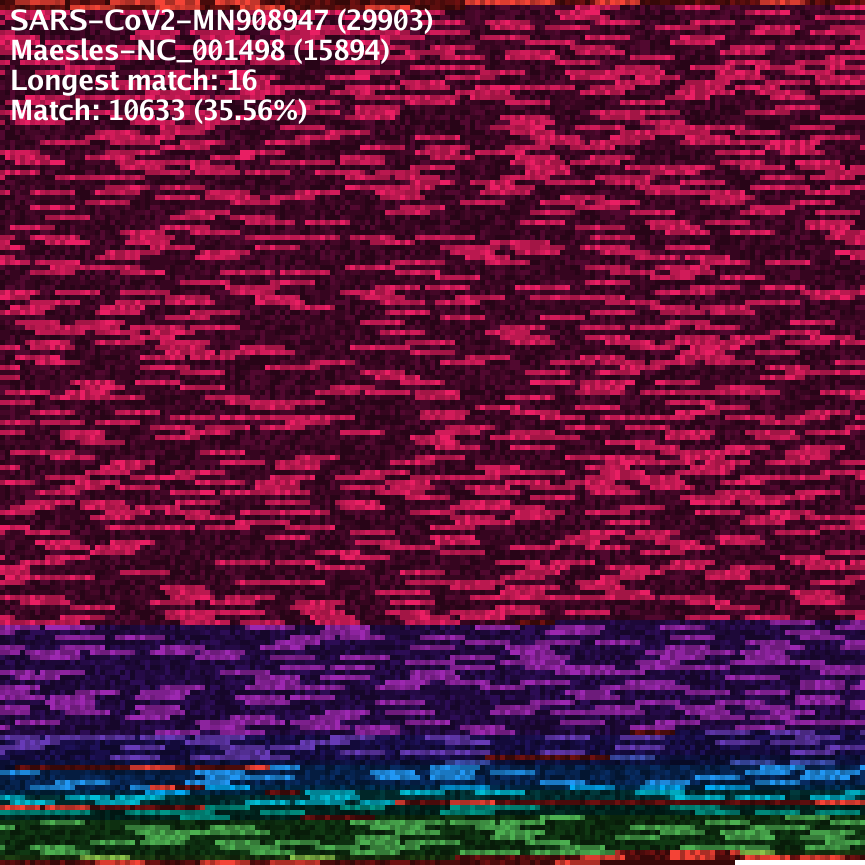 SARS-CoV2-MN908947 (29903)
Maesles-NC_001498 (15894)
Longest match: 16
Match: 10633 (35.56%)